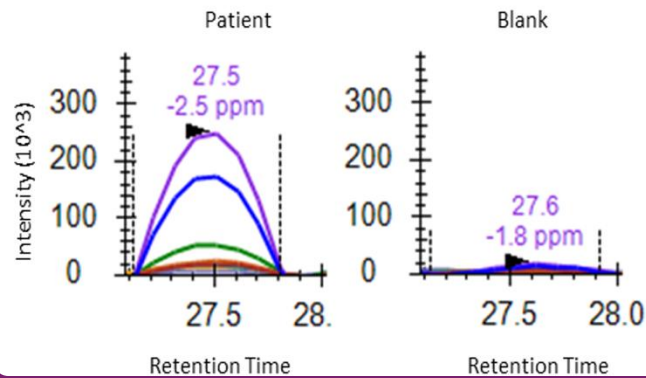 Patient
Blank
Intensity (10^3)
300
200
100
0
27.5
-2.5 ppm
27.5
28.
Retention Time
300
200
100
0
27.6
-1.8 ppm
27.5
28.0
Retention Time